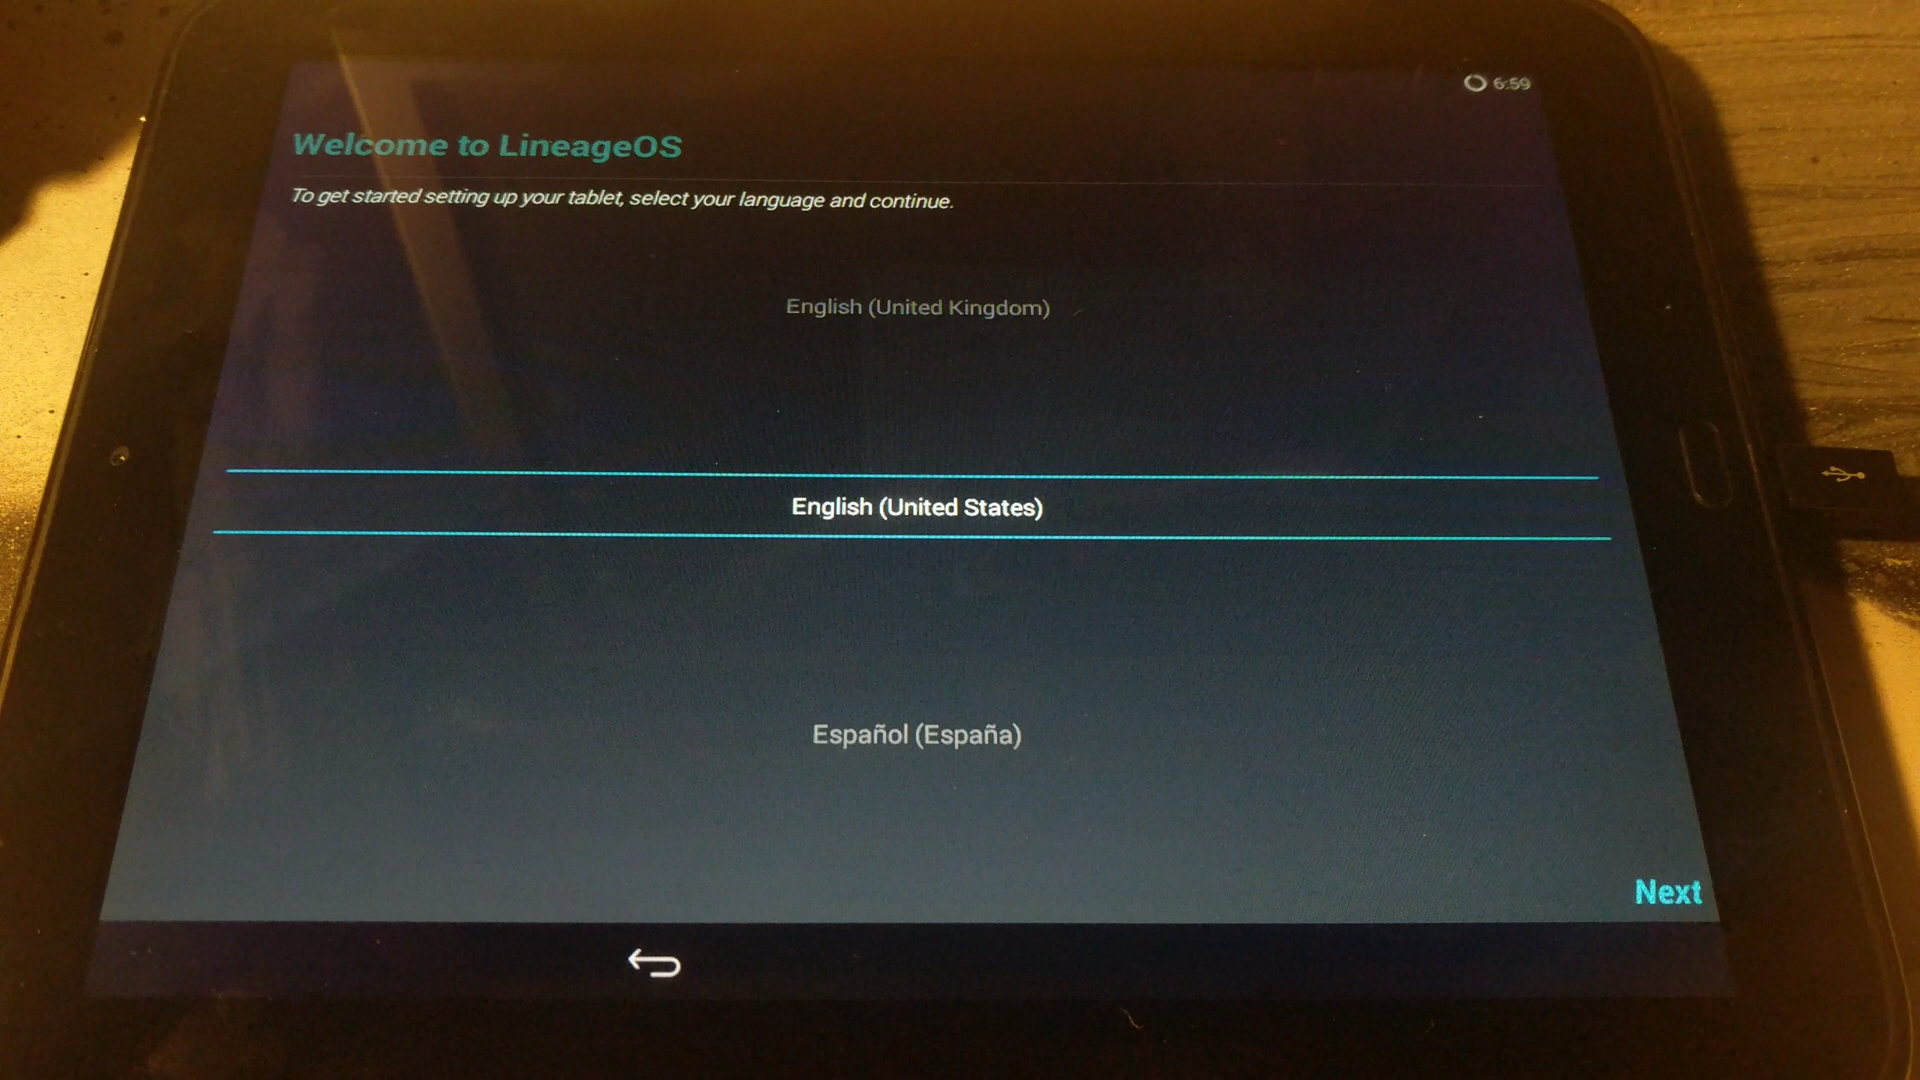 6:59
Welcome to LineageOS
To get started setting up your tablet, select your language and continue.
English (United Kingdom)
English (United States)
Español (España)
Next